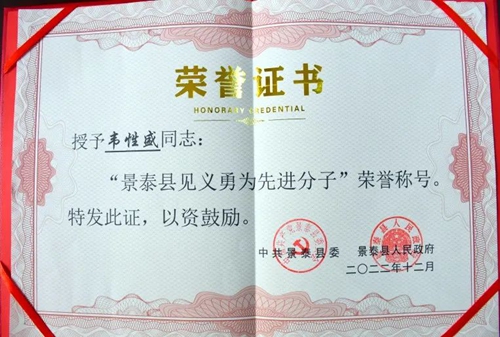 荣誉证书
HONORARY CREDENTIAL
授予韦性盛同志：
“景泰县见义勇为先进分子”荣誉称号。
特发此证，以资鼓励。
中共景泰县委 景泰县人民政府
二〇二二年十二月